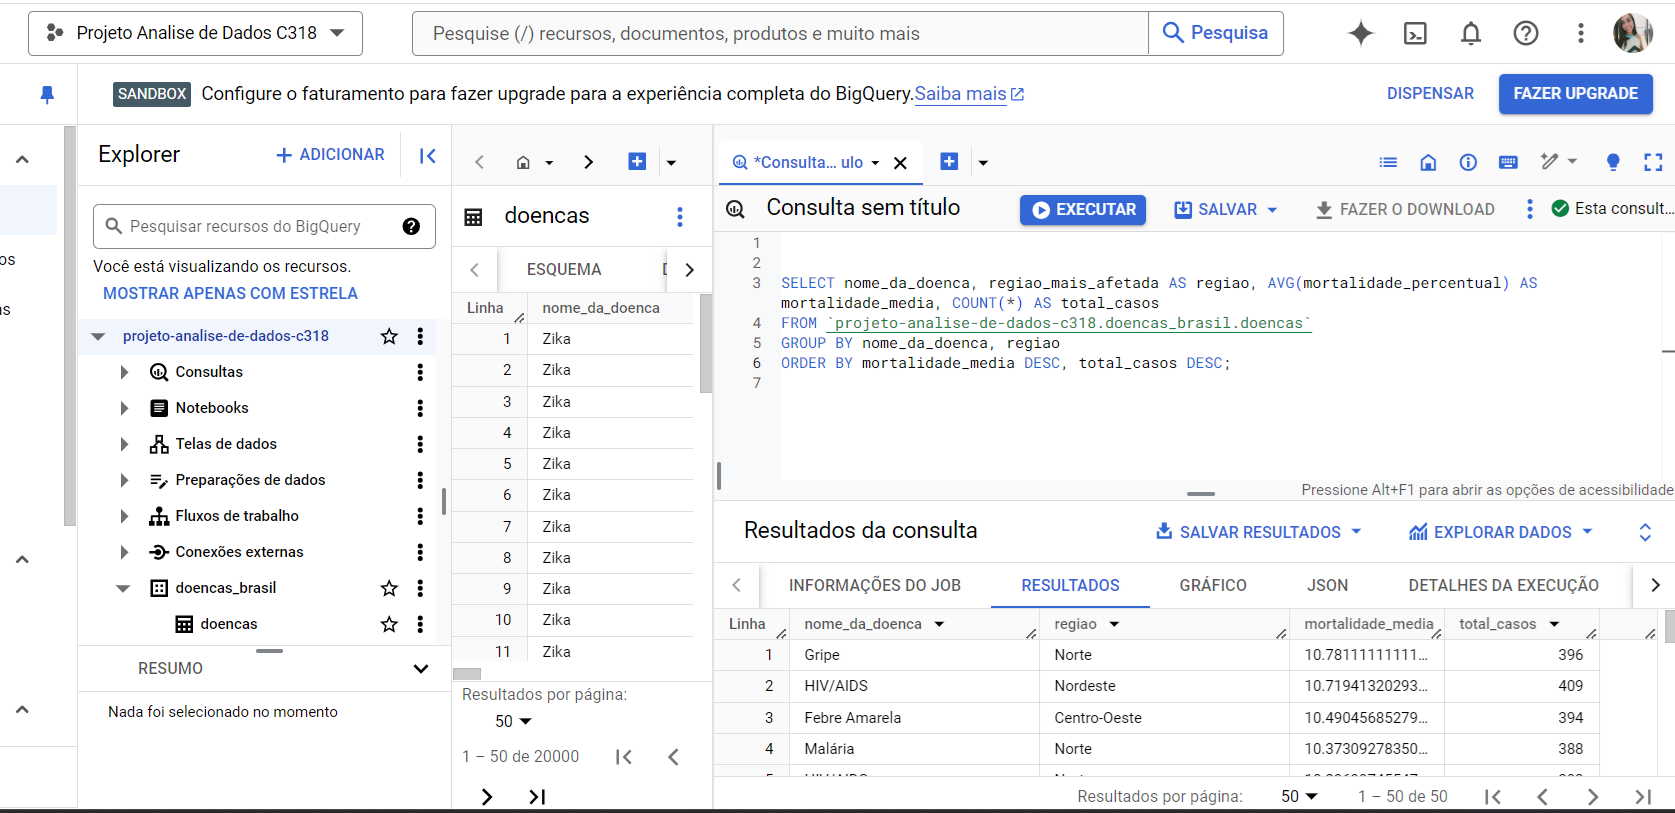 Projeto Analise de Dados C318
Pesquise (/) recursos, documentos, produtos e muito mais
Pesquisa
SANDBOX Configure o faturamento para fazer upgrade para a experiência completa do BigQuery. Saiba mais
DISPENSAR
FAZER UPGRADE
os
as
Explorer
ADICIONAR
Pesquisar recursos do BigQuery
Você está visualizando os recursos.
MOSTRAR APENAS COM ESTRELA
projeto-analise-de-dados-c318
Consultas
Notebooks
Telas de dados
Preparações de dados
Fluxos de trabalho
Conexões externas
doencas_brasil
doencas
RESUMO
Nada foi selecionado no momento
doencas
ESQUEMA
Linha nome_da_doenca
1 Zika
2 Zika
3 Zika
4 Zika
5 Zika
6 Zika
7 Zika
8 Zika
9 Zika
10 Zika
11 Zika
Resultados por página:
50
1 – 50 de 20000
*Consulta... ulo
Consulta sem título
EXECUTAR
SALVAR
FAZER O DOWNLOAD
Esta consult...
1
2
3 SELECT nome_da_doenca, regiao_mais_afetada AS regiao, AVG(mortalidade_percentual) AS
mortalidade_media, COUNT(*) AS total_casos
4 FROM `projeto-analise-de-dados-c318.doencas_brasil.doencas`
5 GROUP BY nome_da_doenca, regiao
6 ORDER BY mortalidade_media DESC, total_casos DESC;
7
Pressione Alt+F1 para abrir as opções de acessibilidade
Resultados da consulta
SALVAR RESULTADOS
EXPLORAR DADOS
INFORMAÇÕES DO JOB
RESULTADOS
GRÁFICO
JSON
DETALHES DA EXECUÇÃO
Linha nome_da_doenca regiao mortalidade_media total_casos
1 Gripe Norte 10.78111111111... 396
2 HIV/AIDS Nordeste 10.71941320293... 409
3 Febre Amarela Centro-Oeste 10.49045685279... 394
4 Malária Norte 10.37309278350... 388
Resultados por página: 50 1 – 50 de 50